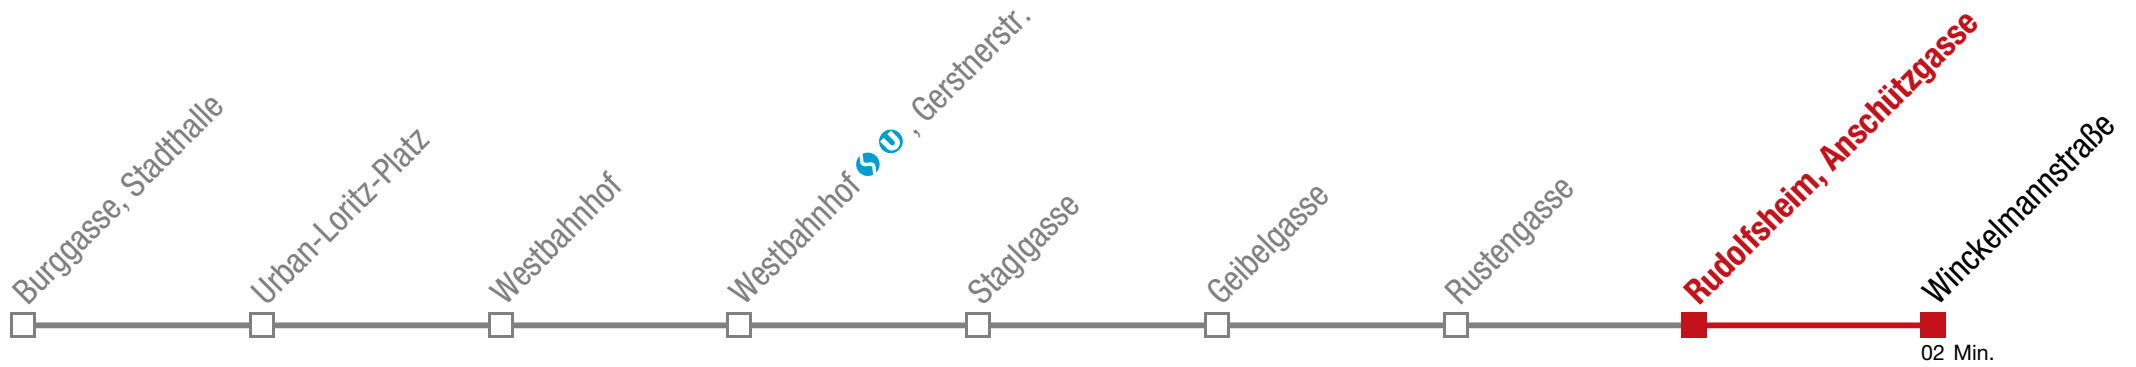 Burggasse, Stadthalle
Urban-Loritz-Platz
Westbahnhof
Westbahnhof S U , Gerstnerstr.
Staglgasse
Geibelgasse
Rustengasse
Rudolfsheim, Anschützgasse
Winckelmannstraße
02 Min.